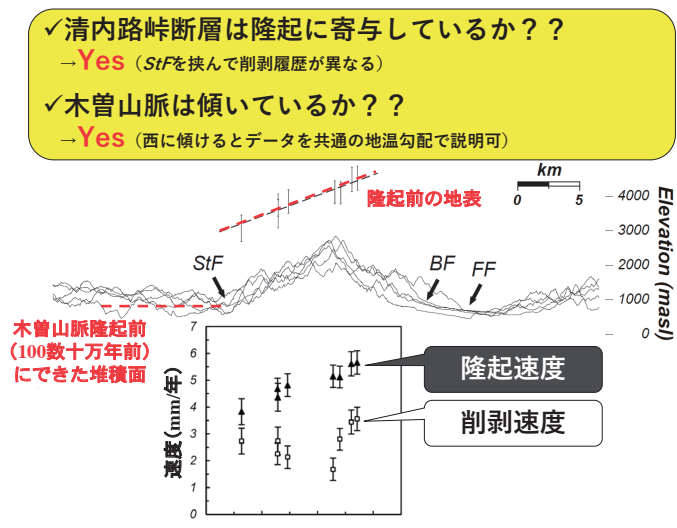 ✓清内路峠断層は隆起に寄与しているか？？
→Yes（StFを挟んで削剥履歴が異なる）
✓木曽山脈は傾いているか？？
→Yes（西に傾けるとデータを共通の地温勾配で説明可）
km
0 5
隆起前の地表
4000
3000
2000
1000
0
Elevation (masl)
StF
BF
FF
木曽山脈隆起前
（100数十万年前）
にできた堆積面
7
6
5
4
3
2
1
0
速度(mm/年)
隆起速度
削剥速度